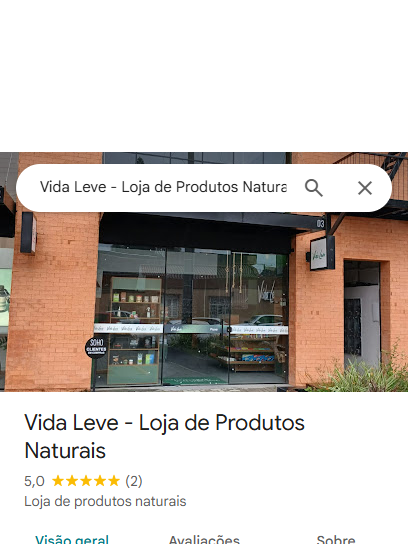 Vida Leve - Loja de Produtos Natura
03
SOHO
CLIENTES
Vida Leve - Loja de Produtos
Naturais
5,0 (2)
Loja de produtos naturais
Visão geral Avaliações Sobre